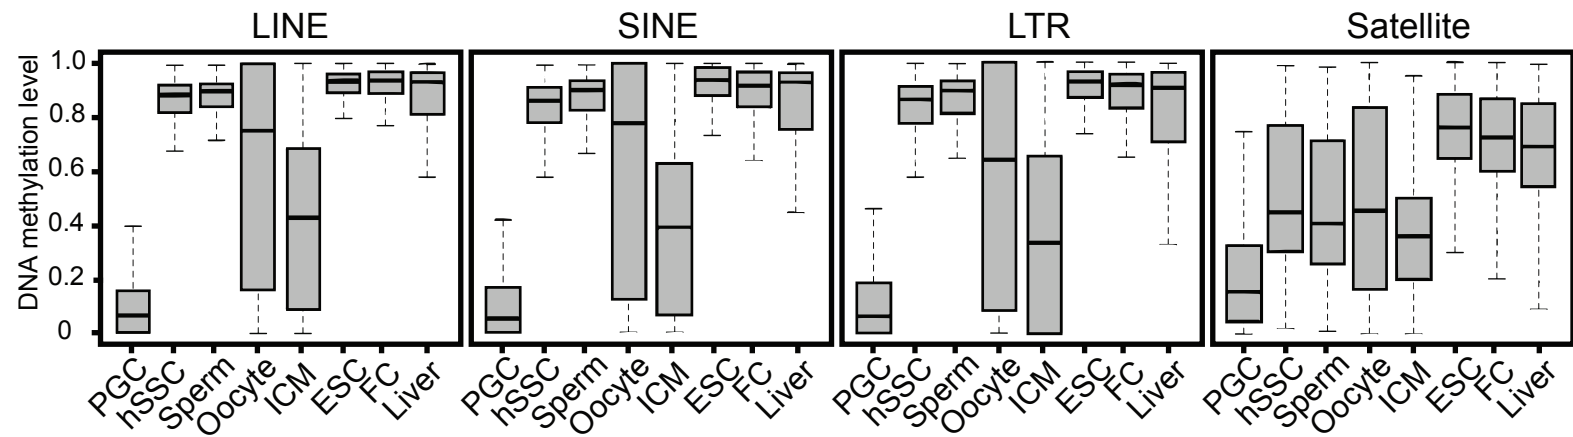 LINE SINE LTR Satellite
DNA methylation level
1.0
0.8
0.6
0.4
0.2
0
PGC hSSC Sperm Oocyte ICM ESC FC Liver
PGC hSSC Sperm Oocyte ICM ESC FC Liver
PGC hSSC Sperm Oocyte ICM ESC FC Liver
PGC hSSC Sperm Oocyte ICM ESC FC Liver